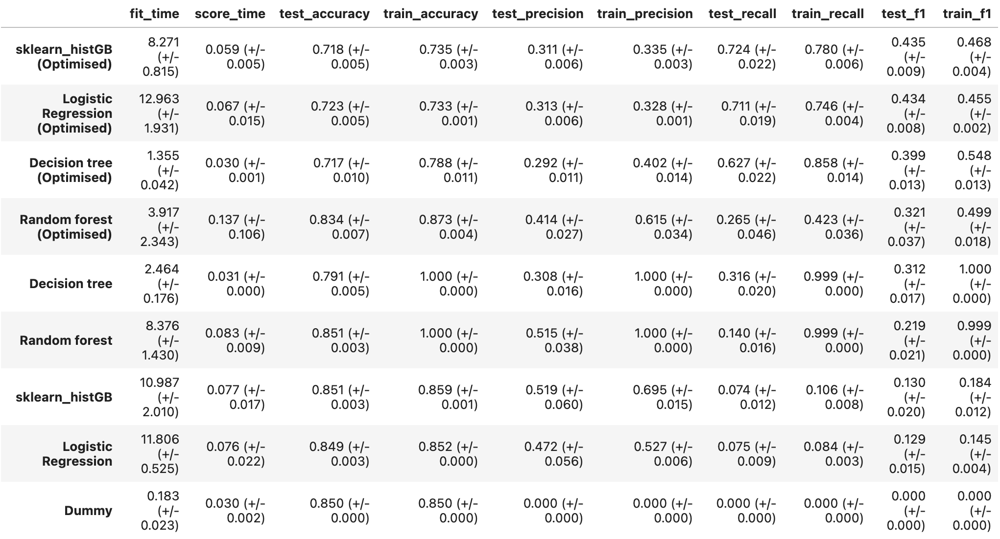 fit_time score_time test_accuracy train_accuracy test_precision train_precision test_recall train_recall test_f1 train_f1
sklearn_histGB (Optimised) 8.271 (+/- 0.815) 0.059 (+/- 0.005) 0.718 (+/- 0.005) 0.735 (+/- 0.003) 0.311 (+/- 0.006) 0.335 (+/- 0.003) 0.724 (+/- 0.022) 0.780 (+/- 0.006) 0.435 (+/- 0.009) 0.468 (+/- 0.004)
Logistic Regression (Optimised) 12.963 (+/- 1.931) 0.067 (+/- 0.015) 0.723 (+/- 0.005) 0.733 (+/- 0.001) 0.313 (+/- 0.006) 0.328 (+/- 0.001) 0.711 (+/- 0.019) 0.746 (+/- 0.004) 0.434 (+/- 0.008) 0.455 (+/- 0.002)
Decision tree (Optimised) 1.355 (+/- 0.042) 0.030 (+/- 0.001) 0.717 (+/- 0.010) 0.788 (+/- 0.011) 0.292 (+/- 0.011) 0.402 (+/- 0.014) 0.627 (+/- 0.022) 0.858 (+/- 0.014) 0.399 (+/- 0.013) 0.548 (+/- 0.013)
Random forest (Optimised) 3.917 (+/- 2.343) 0.137 (+/- 0.106) 0.834 (+/- 0.007) 0.873 (+/- 0.004) 0.414 (+/- 0.027) 0.615 (+/- 0.034) 0.265 (+/- 0.046) 0.423 (+/- 0.036) 0.321 (+/- 0.037) 0.499 (+/- 0.018)
Decision tree 2.464 (+/- 0.176) 0.031 (+/- 0.000) 0.791 (+/- 0.005) 1.000 (+/- 0.000) 0.308 (+/- 0.016) 1.000 (+/- 0.000) 0.316 (+/- 0.020) 0.999 (+/- 0.000) 0.312 (+/- 0.017) 1.000 (+/- 0.000)
Random forest 8.376 (+/- 1.430) 0.083 (+/- 0.009) 0.851 (+/- 0.003) 1.000 (+/- 0.000) 0.515 (+/- 0.038) 1.000 (+/- 0.000) 0.140 (+/- 0.016) 0.999 (+/- 0.000) 0.219 (+/- 0.021) 0.999 (+/- 0.000)
sklearn_histGB 10.987 (+/- 2.010) 0.077 (+/- 0.017) 0.851 (+/- 0.003) 0.859 (+/- 0.001) 0.519 (+/- 0.060) 0.695 (+/- 0.015) 0.074 (+/- 0.012) 0.106 (+/- 0.008) 0.130 (+/- 0.020) 0.184 (+/- 0.012)
Logistic Regression 11.806 (+/- 0.525) 0.076 (+/- 0.022) 0.849 (+/- 0.003) 0.852 (+/- 0.000) 0.472 (+/- 0.056) 0.527 (+/- 0.006) 0.075 (+/- 0.009) 0.084 (+/- 0.003) 0.129 (+/- 0.015) 0.145 (+/- 0.004)
Dummy 0.183 (+/- 0.023) 0.030 (+/- 0.002) 0.850 (+/- 0.000) 0.850 (+/- 0.000) 0.000 (+/- 0.000) 0.000 (+/- 0.000) 0.000 (+/- 0.000) 0.000 (+/- 0.000) 0.000 (+/- 0.000) 0.000 (+/- 0.000)